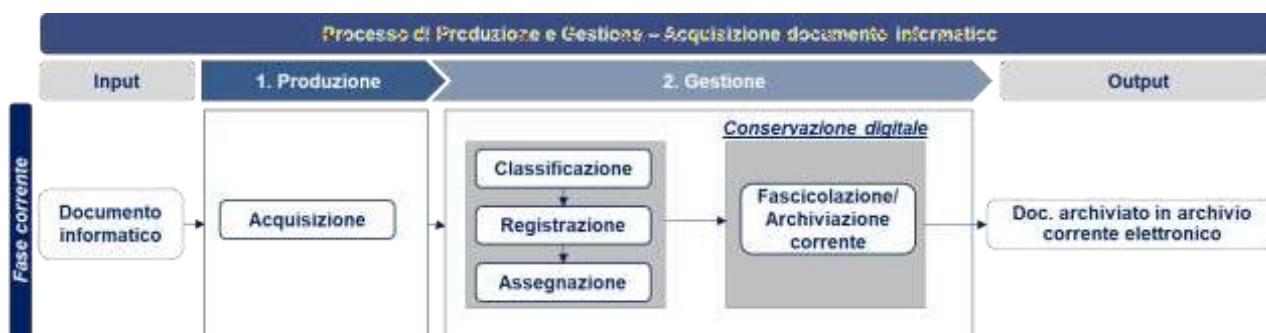 Processo di Produzione e Gestione – Acquisizione documento informatico
Input
1. Produzione
2. Gestione
Output
Fase corrente
Documento
informatico
Acquisizione
Classificazione
Registrazione
Assegnazione
Conservazione digitale
Fascicolazione/
Archiviazione
corrente
Doc. archiviato in archivio
corrente elettronico